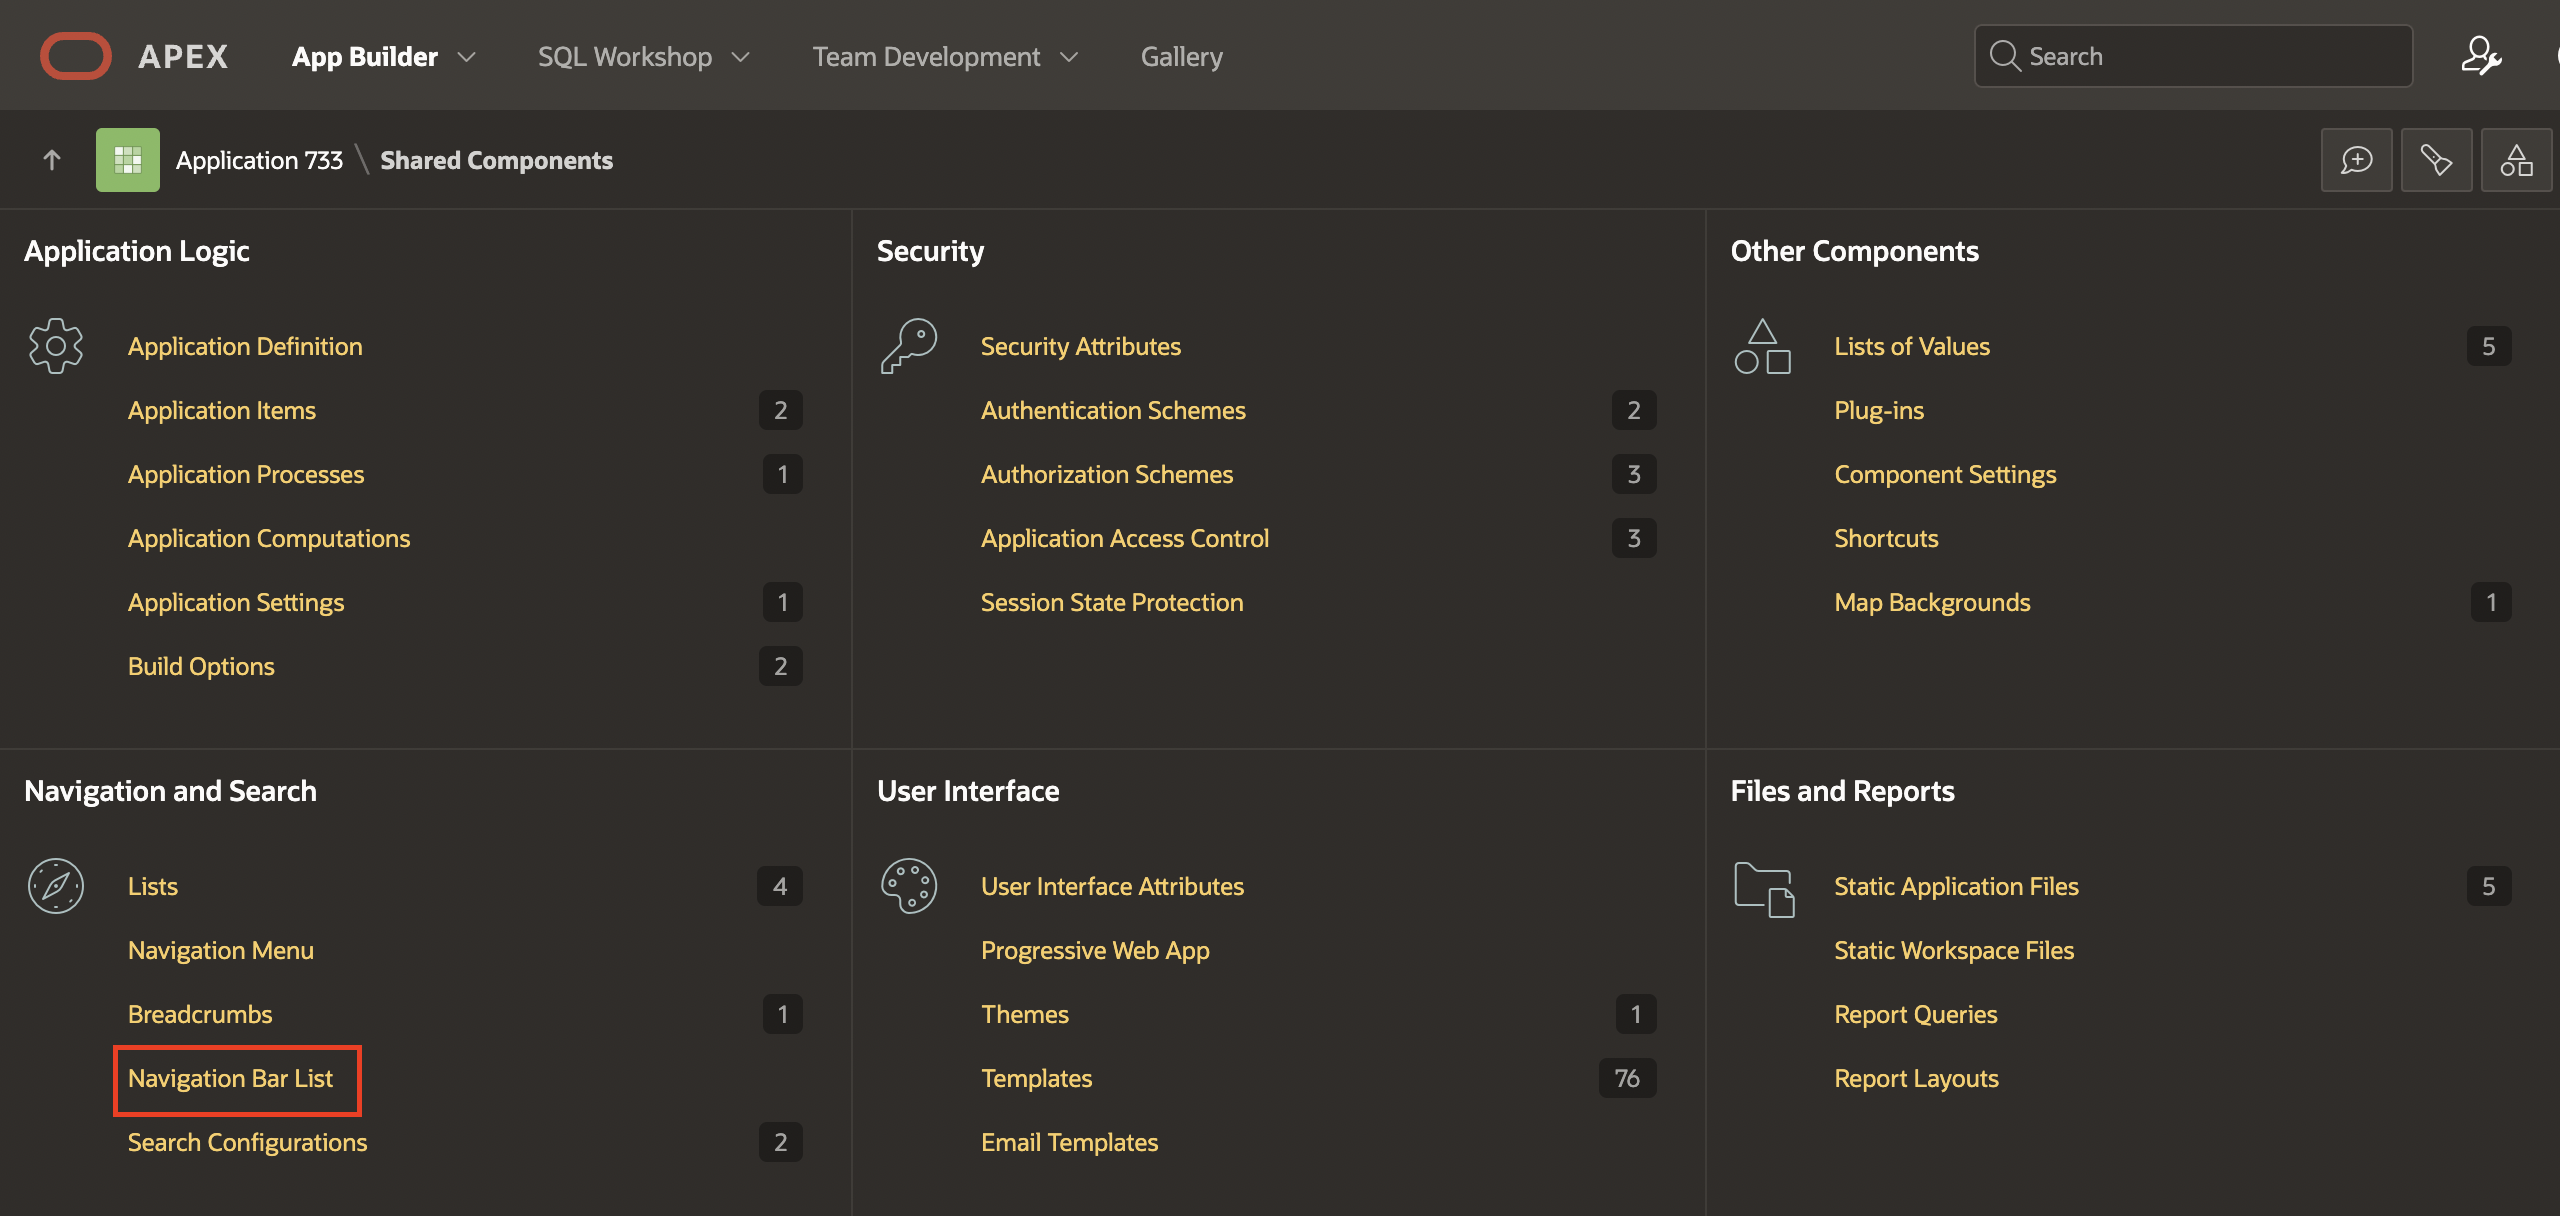 APEX App Builder SQL Workshop Team Development Gallery Search
Application 733 \ Shared Components
Application Logic
Application Definition
Application Items 2
Application Processes 1
Application Computations
Application Settings 1
Build Options 2
Security
Security Attributes
Authentication Schemes 2
Authorization Schemes 3
Application Access Control 3
Session State Protection
Other Components
Lists of Values 5
Plug-ins
Component Settings
Shortcuts
Map Backgrounds 1
Navigation and Search
Lists 4
Navigation Menu
Breadcrumbs 1
Navigation Bar List
Search Configurations 2
User Interface
User Interface Attributes
Progressive Web App
Themes 1
Templates 76
Email Templates
Files and Reports
Static Application Files 5
Static Workspace Files
Report Queries
Report Layouts